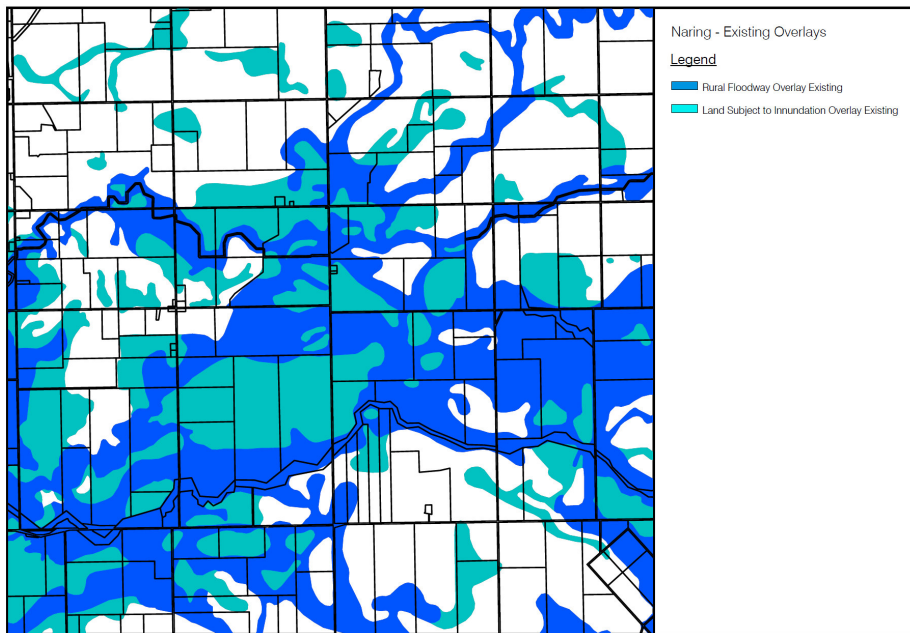 Naring - Existing Overlays
Legend
Rural Floodway Overlay Existing
Land Subject to Innundation Overlay Existing